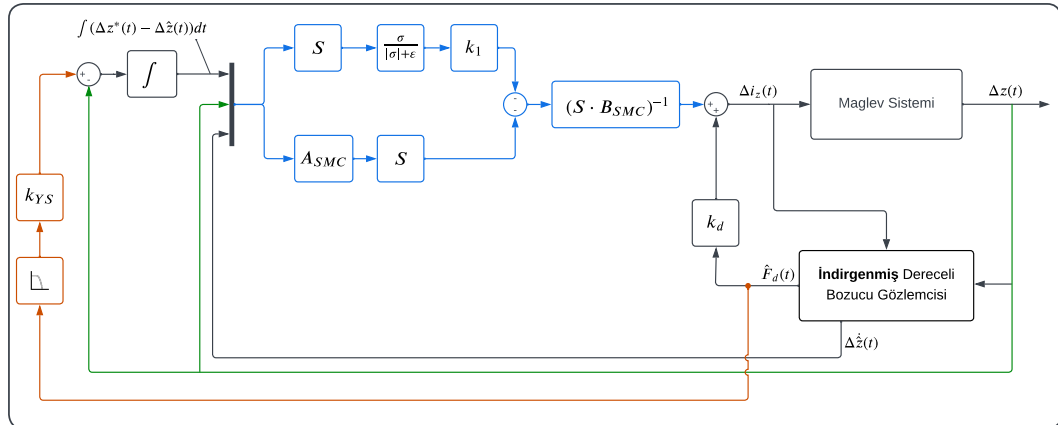 ∫(Δz*(t) − Δẑ(t))dt
+
-
∫
S
σ/(|σ|+ε)
k₁
-
-
(S · B_SMC)⁻¹
+
+
Δi_z(t)
Maglev Sistemi
Δz(t)
A_SMC
S
k_YS
k_d
F̂_d(t)
İndirgenmiş Dereceli
Bozucu Gözlemcisi
Δẑ̇(t)